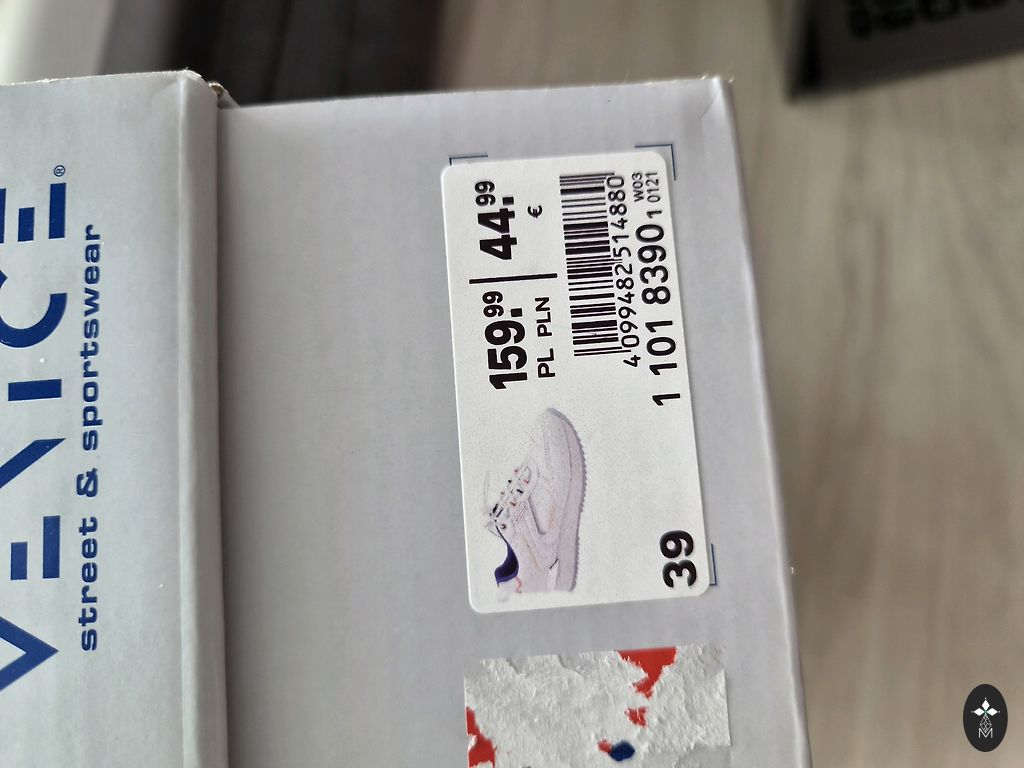 VENICE®
street & sportswear
159.99 | 44.99
PL PLN €
4 099482 514880
W03
1 101 8390 1 0121
39
M